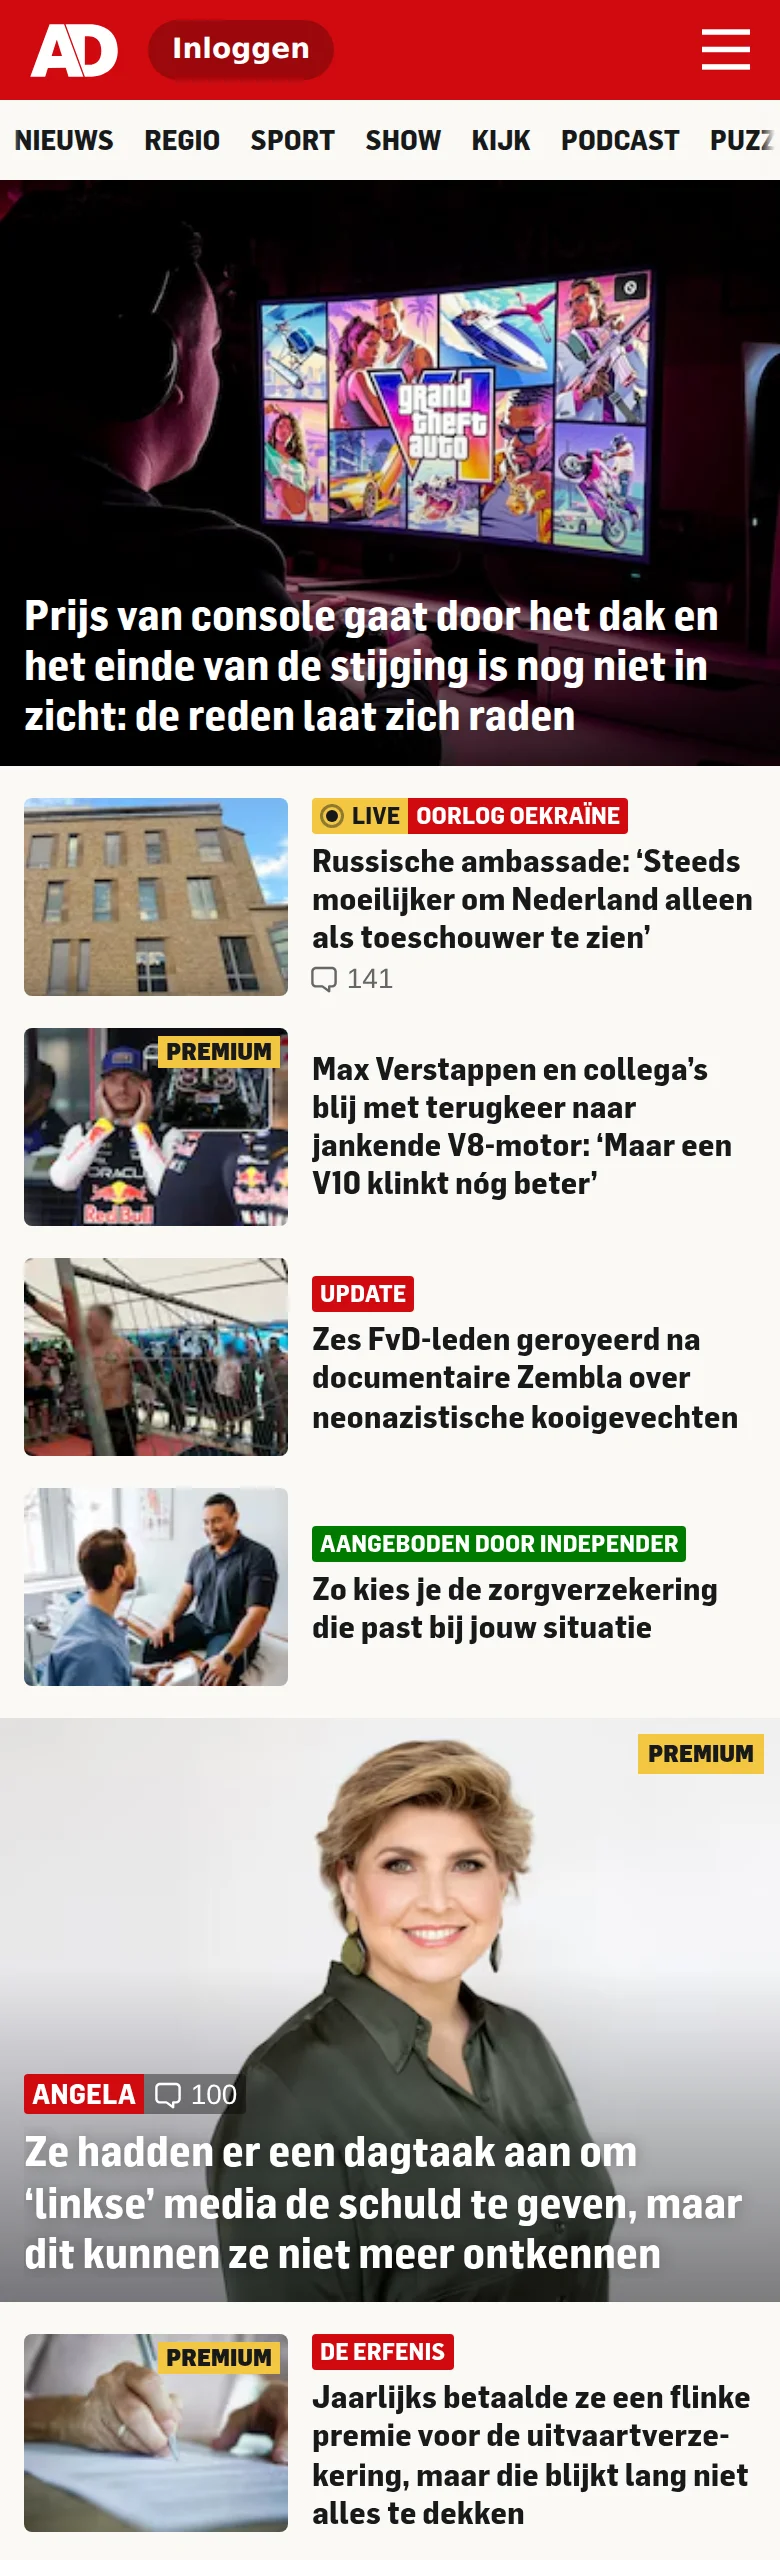 AD
Inloggen
NIEUWS REGIO SPORT SHOW KIJK PODCAST PUZZ
grand
theft
auto
VI
Prijs van console gaat door het dak en
het einde van de stijging is nog niet in
zicht: de reden laat zich raden
LIVE OORLOG OEKRAÏNE
Russische ambassade: ‘Steeds
moeilijker om Nederland alleen
als toeschouwer te zien’
141
PREMIUM
ORACLE
Red Bull
Max Verstappen en collega’s
blij met terugkeer naar
jankende V8-motor: ‘Maar een
V10 klinkt nóg beter’
UPDATE
Zes FvD-leden geroyeerd na
documentaire Zembla over
neonazistische kooigevechten
AANGEBODEN DOOR INDEPENDER
Zo kies je de zorgverzekering
die past bij jouw situatie
PREMIUM
ANGELA 100
Ze hadden er een dagtaak aan om
‘linkse’ media de schuld te geven, maar
dit kunnen ze niet meer ontkennen
PREMIUM
DE ERFENIS
Jaarlijks betaalde ze een flinke
premie voor de uitvaartverze-
kering, maar die blijkt lang niet
alles te dekken